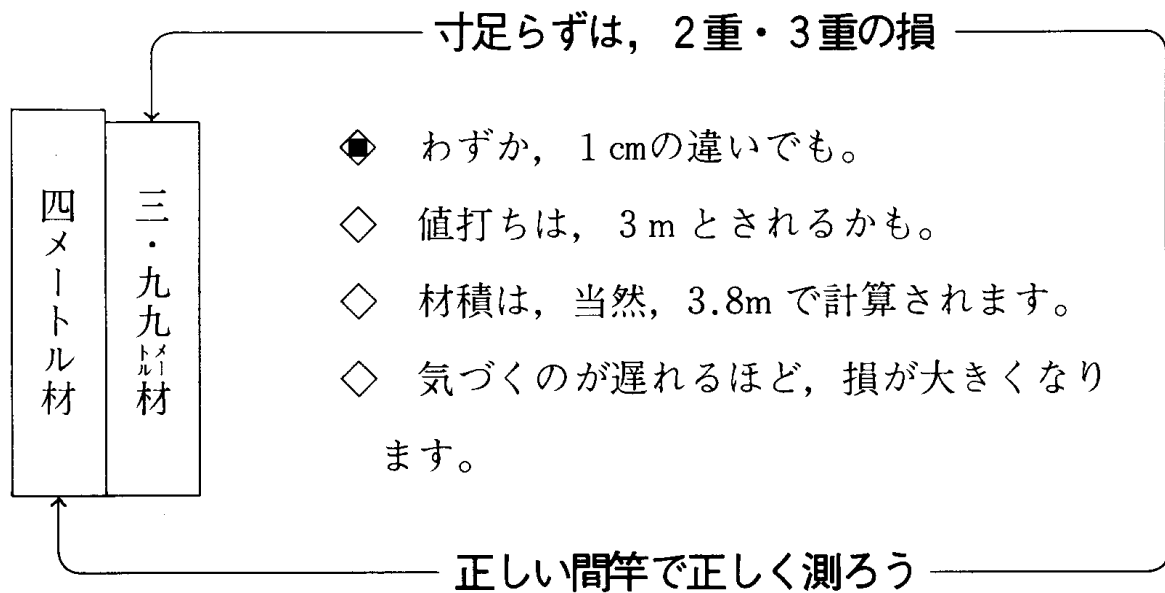 寸足らずは，2重・3重の損
四メートル材
三・九九メートル材
◈　わずか，1cmの違いでも。
◇　値打ちは，3mとされるかも。
◇　材積は，当然，3.8mで計算されます。
◇　気づくのが遅れるほど，損が大きくなり
ます。
正しい間竿で正しく測ろう